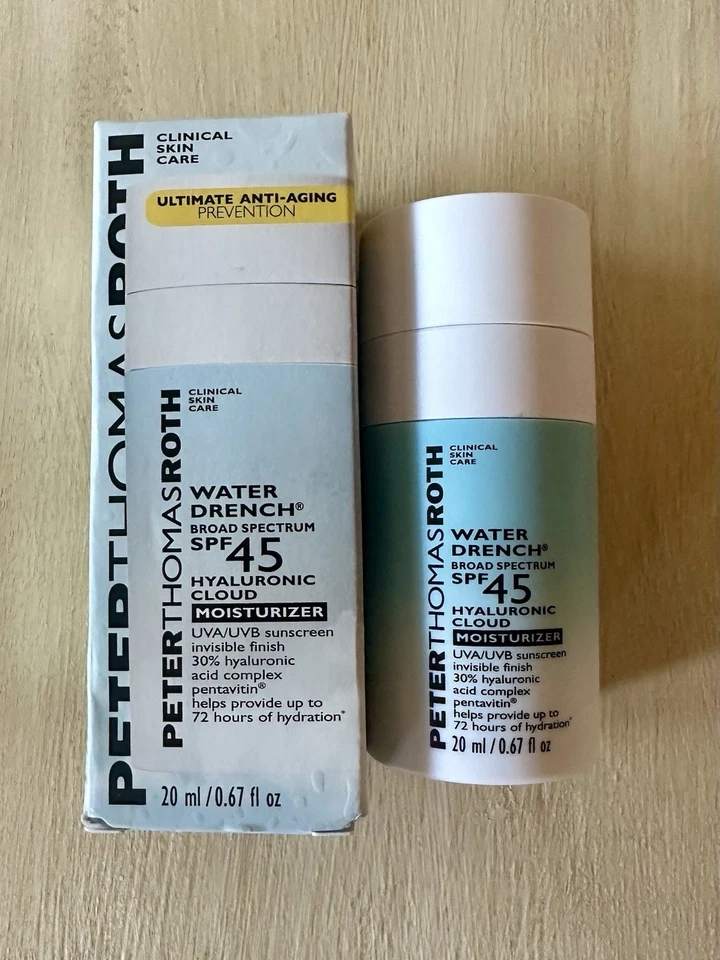 PETERTHOMASROTH
CLINICAL
SKIN
CARE
ULTIMATE ANTI-AGING
PREVENTION
PETERTHOMASROTH
CLINICAL
SKIN
CARE
WATER
DRENCH®
BROAD SPECTRUM
SPF 45
HYALURONIC
CLOUD
MOISTURIZER
UVA/UVB sunscreen
invisible finish
30% hyaluronic
acid complex
pentavitin®
helps provide up to
72 hours of hydration*
20 ml / 0.67 fl oz
PETERTHOMASROTH
CLINICAL
SKIN
CARE
WATER
DRENCH®
BROAD SPECTRUM
SPF 45
HYALURONIC
CLOUD
MOISTURIZER
UVA/UVB sunscreen
invisible finish
30% hyaluronic
acid complex
pentavitin®
helps provide up to
72 hours of hydration*
20 ml / 0.67 fl oz